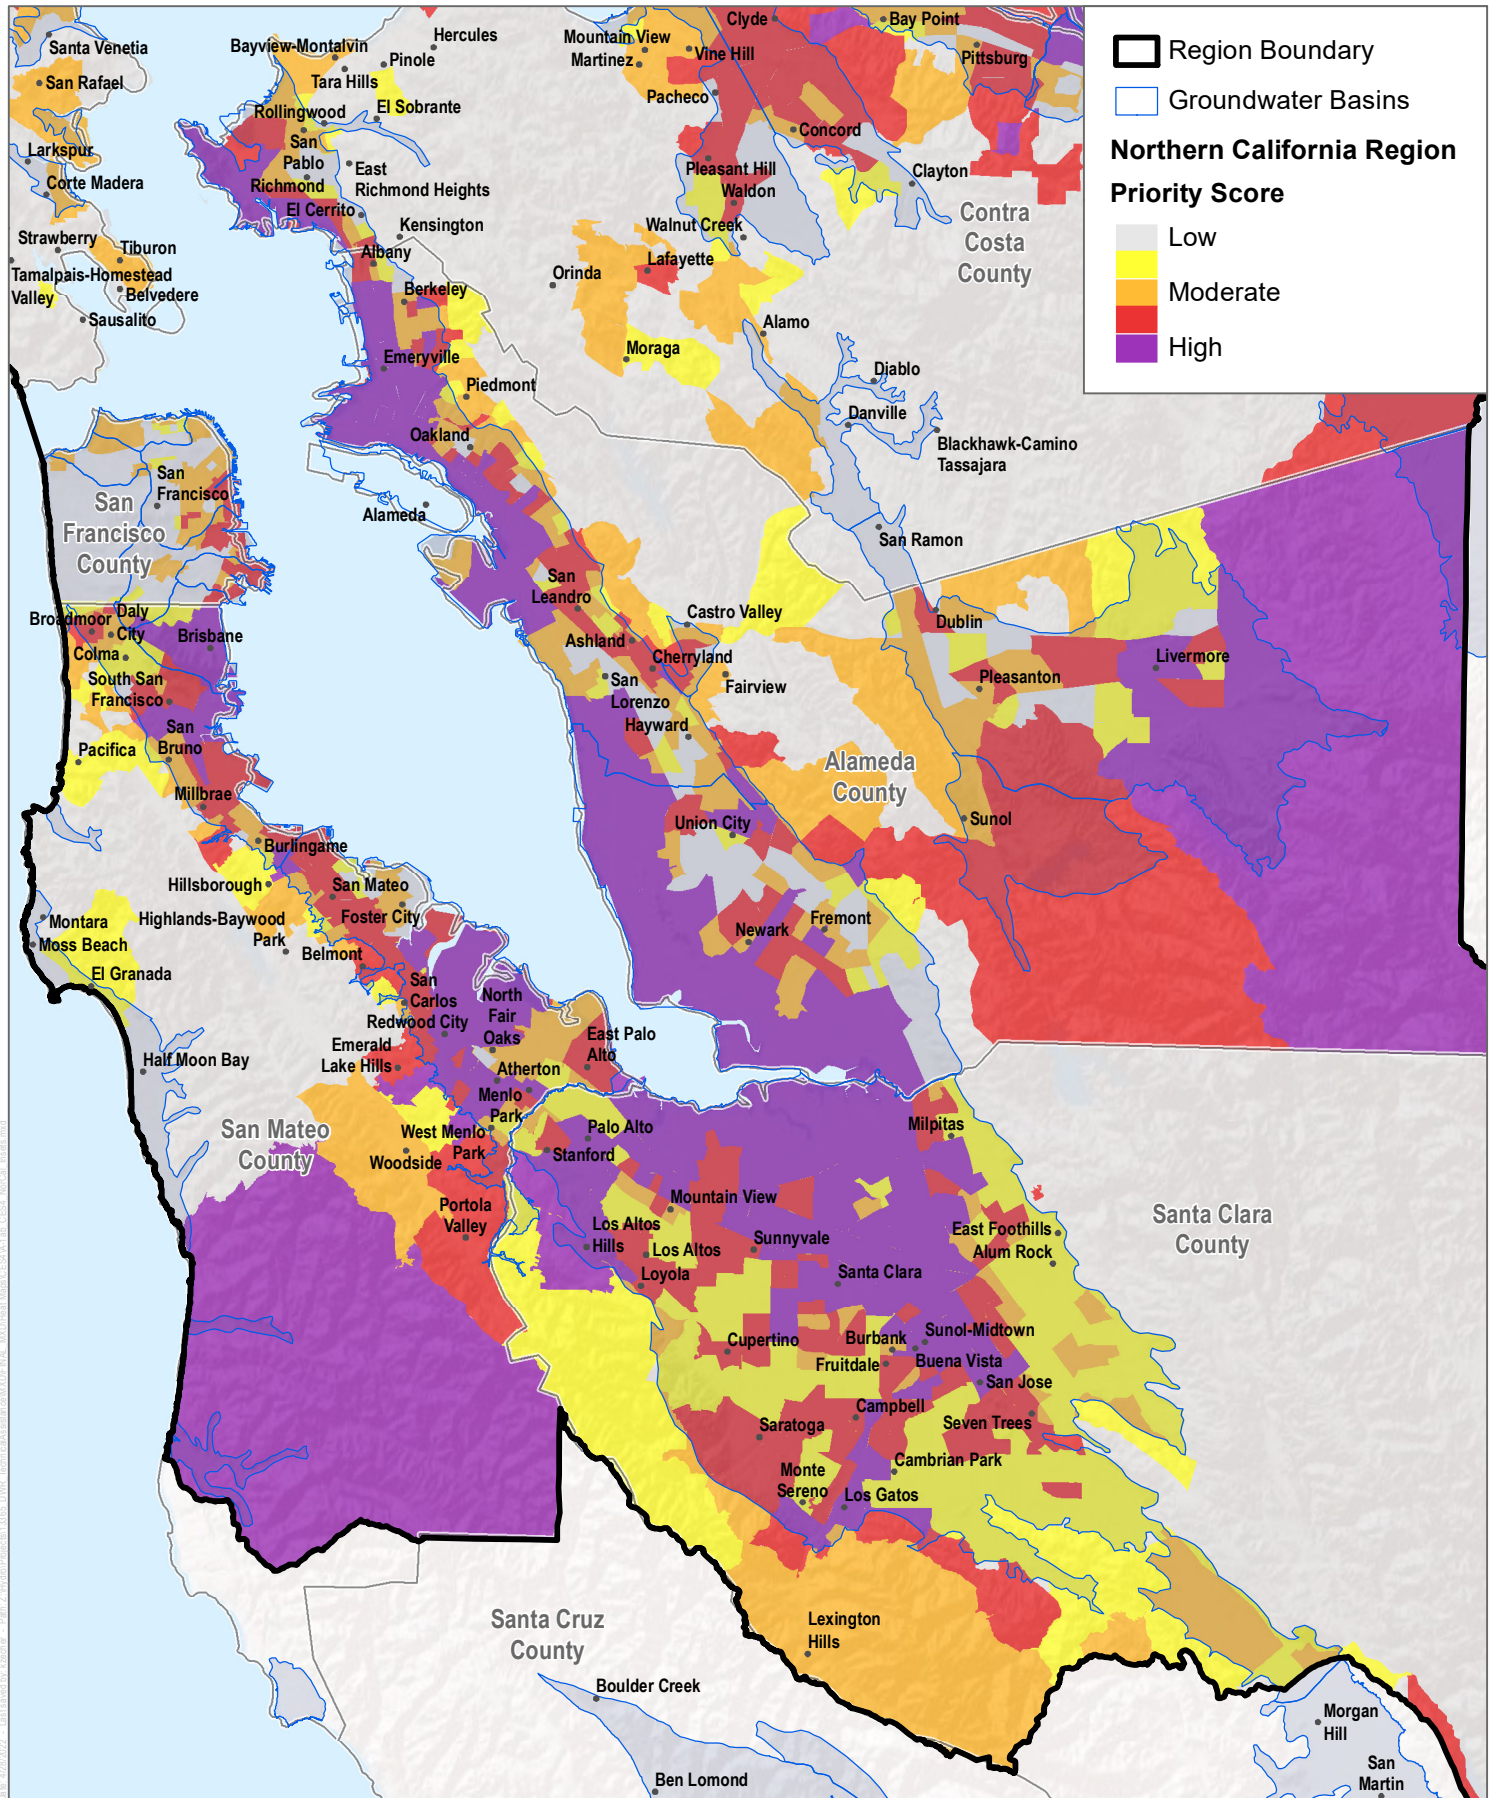 Region Boundary
Groundwater Basins
Northern California Region
Priority Score
Low
Moderate
High
Santa Venetia
San Rafael
Larkspur
Corte Madera
Strawberry
Tiburon
Tamalpais-Homestead
Valley
Belvedere
Sausalito
Bayview-Montalvin
Hercules
Pinole
Tara Hills
El Sobrante
Rollingwood
San
Pablo
East
Richmond Heights
Richmond
El Cerrito
Kensington
Albany
Berkeley
Emeryville
Piedmont
Oakland
Alameda
Mountain View
Martinez
Vine Hill
Clyde
Bay Point
Pittsburg
Pacheco
Concord
Clayton
Pleasant Hill
Waldon
Walnut Creek
Contra
Costa
County
Orinda
Lafayette
Moraga
Alamo
Diablo
Danville
Blackhawk-Camino
Tassajara
San Ramon
San
Francisco
San
Francisco
County
Broadmoor
Daly
City
Colma
Brisbane
South San
Francisco
San
Bruno
Pacifica
Millbrae
Burlingame
Hillsborough
San Mateo
Foster City
Highlands-Baywood
Park
Belmont
Montara
Moss Beach
El Granada
Half Moon Bay
San
Carlos
Redwood City
North
Fair
Oaks
Emerald
Lake Hills
East Palo
Alto
Atherton
Menlo
Park
West Menlo
Park
Woodside
San Mateo
County
Portola
Valley
San
Leandro
Ashland
Castro Valley
Cherryland
Fairview
San
Lorenzo
Hayward
Union City
Newark
Fremont
Alameda
County
Dublin
Pleasanton
Livermore
Sunol
Palo Alto
Stanford
Mountain View
Los Altos
Hills
Los Altos
Loyola
Sunnyvale
Santa Clara
Milpitas
East Foothills
Alum Rock
Santa Clara
County
Cupertino
Burbank
Fruitdale
Sunol-Midtown
Buena Vista
San Jose
Campbell
Seven Trees
Saratoga
Cambrian Park
Monte
Sereno
Los Gatos
Lexington
Hills
Santa Cruz
County
Boulder Creek
Ben Lomond
Morgan
Hill
San
Martin